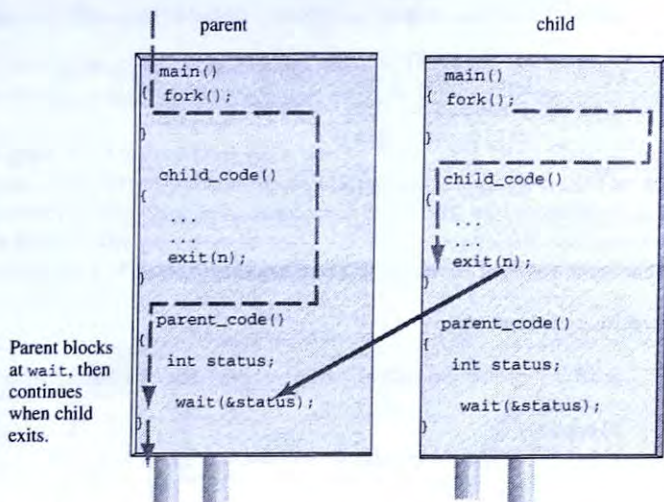 parent
main()
{ fork();
}
child_code()
{
...
...
exit(n);
}
parent_code()
{
int status;
wait(&status);
}
Parent blocks
at wait, then
continues
when child
exits.
child
main()
{ fork();
}
child_code()
{
...
exit(n);
}
parent_code()
{
int status;
wait(&status);
}